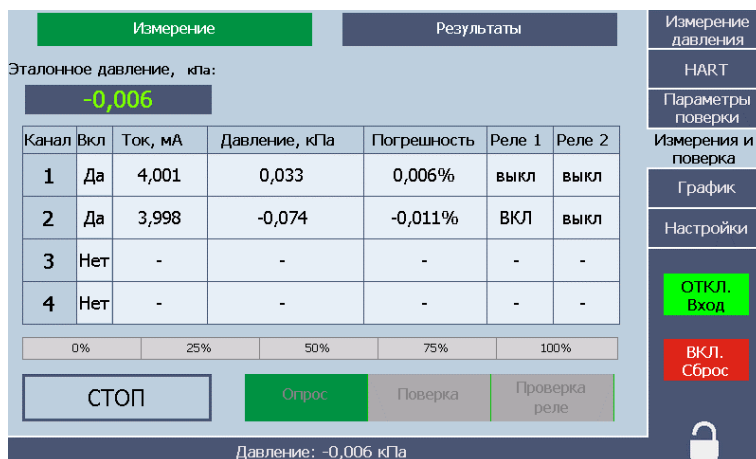 Измерение
Результаты
Эталонное давление, кПа:
-0,006
Канал Вкл Ток, мА Давление, кПа Погрешность Реле 1 Реле 2
1 Да 4,001 0,033 0,006% выкл выкл
2 Да 3,998 -0,074 -0,011% ВКЛ выкл
3 Нет - - - - -
4 Нет - - - - -
0% 25% 50% 75% 100%
СТОП
Опрос
Поверка
Проверка
реле
Давление: -0,006 кПа
Измерение
давления
HART
Параметры
поверки
Измерения и
поверка
График
Настройки
ОТКЛ.
Вход
ВКЛ.
Сброс